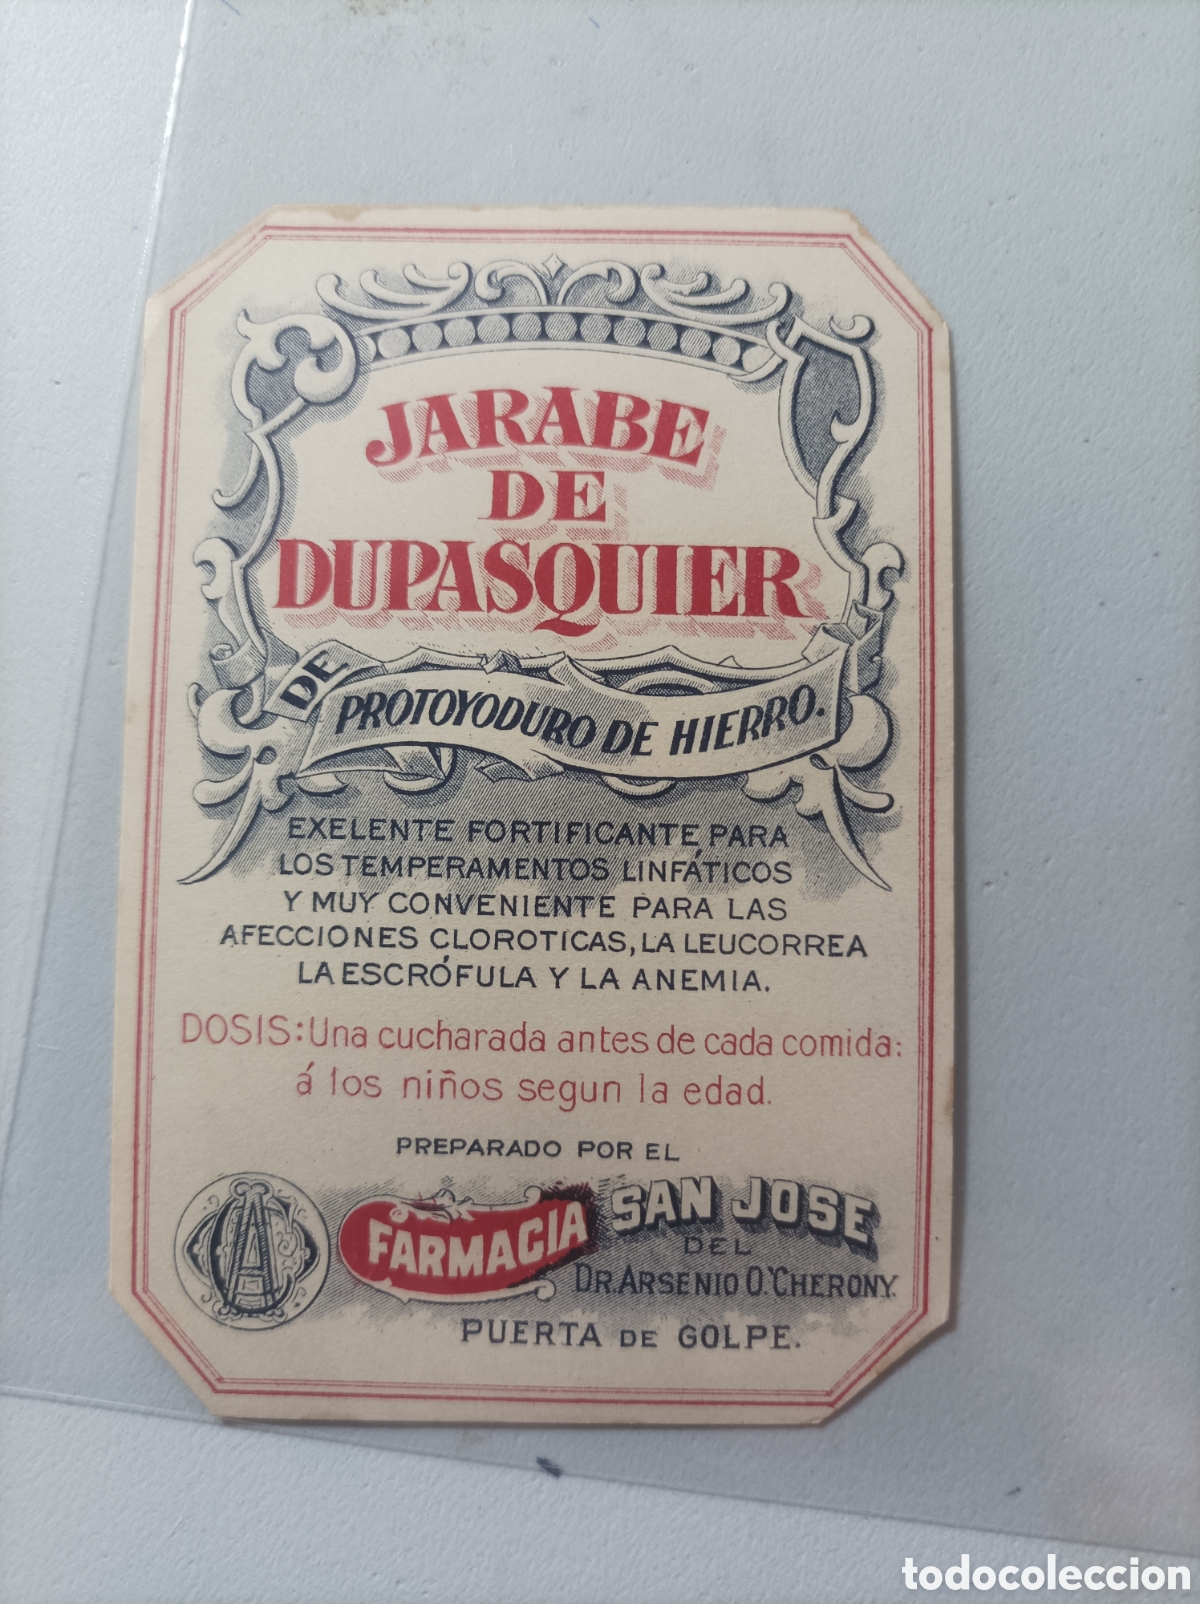 JARABE
DE
DUPASQUIER
DE PROTOYODURO DE HIERRO.
EXELENTE FORTIFICANTE PARA
LOS TEMPERAMENTOS LINFÁTICOS
Y MUY CONVENIENTE PARA LAS
AFECCIONES CLOROTICAS, LA LEUCORREA
LA ESCRÓFULA Y LA ANEMIA.
DOSIS: Una cucharada antes de cada comida:
á los niños segun la edad.
PREPARADO POR EL
FARMACIA SAN JOSE
DEL
DR. ARSENIO O'CHERONY.
PUERTA DE GOLPE.
todocoleccion